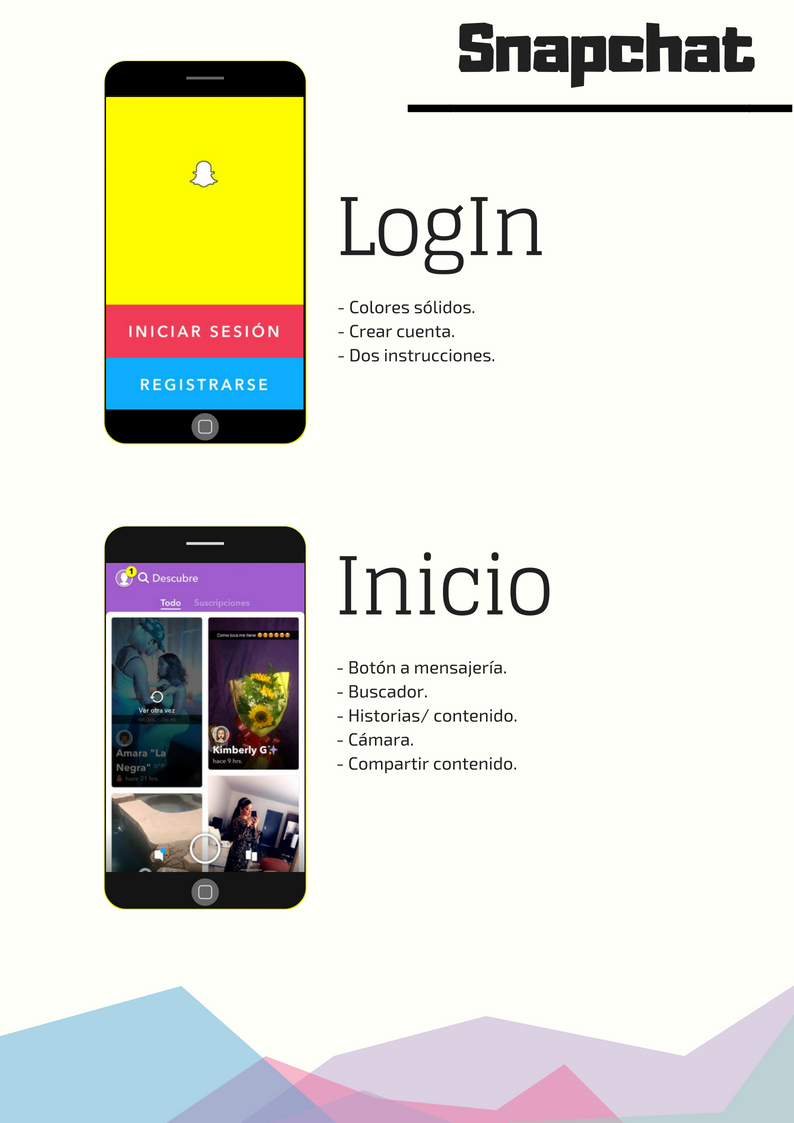 Snapchat
INICIAR SESIÓN
REGISTRARSE
LogIn
- Colores sólidos.
- Crear cuenta.
- Dos instrucciones.
1
Descubre
Todo Suscripciones
Ver otra vez
Amara "La
Negra"
hace 21 hrs.
Como loca me tiene
Kimberly G
hace 9 hrs.
Inicio
- Botón a mensajería.
- Buscador.
- Historias/ contenido.
- Cámara.
- Compartir contenido.